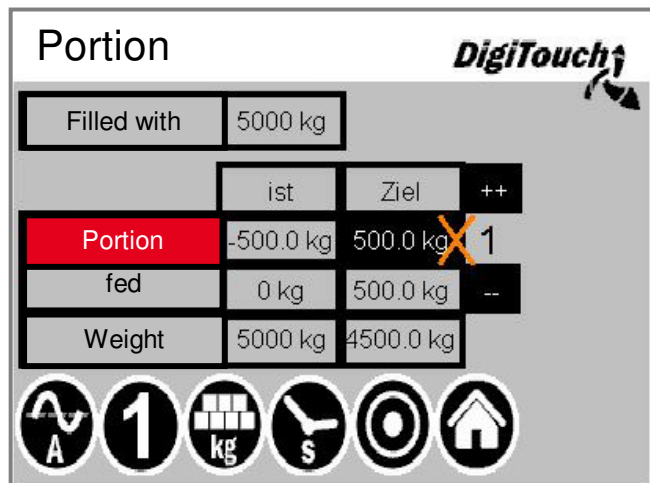 Portion
DigiTouch
Filled with 5000 kg
ist Ziel ++
Portion -500.0 kg 500.0 kg X 1
fed 0 kg 500.0 kg --
Weight 5000 kg 4500.0 kg
A 1 kg s